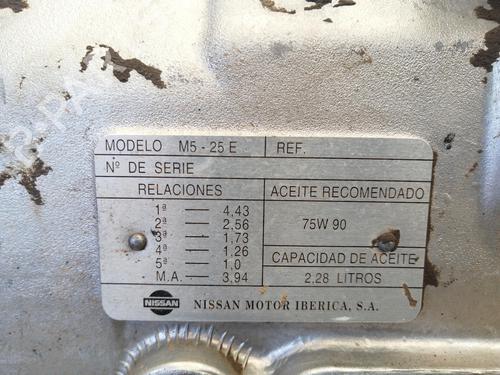 MODELO M5 - 25 E REF.
Nº DE SERIE
RELACIONES
1ª — 4,43
2ª — 2,56
3ª — 1,73
4ª — 1,26
5ª — 1,0
M.A. — 3,94
ACEITE RECOMENDADO
75W 90
CAPACIDAD DE ACEITE
2,28 LITROS
NISSAN NISSAN MOTOR IBERICA, S.A.